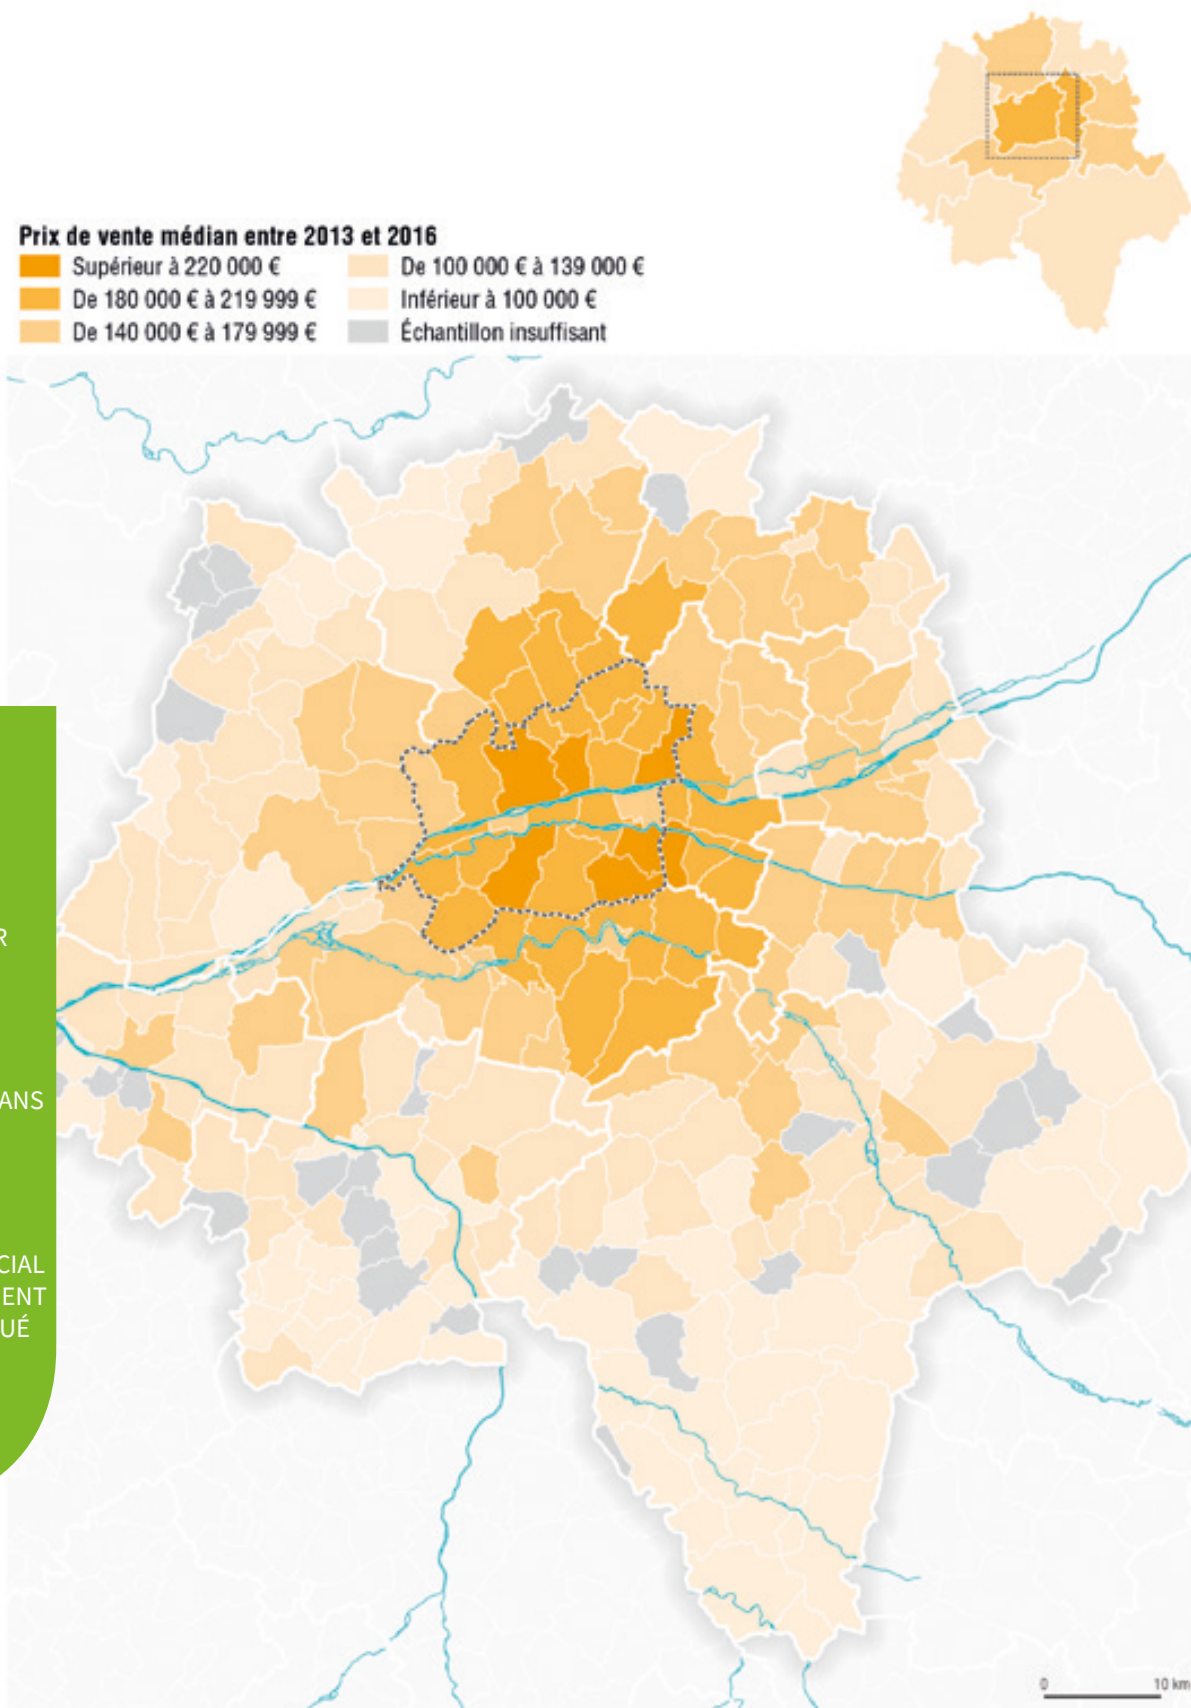 Prix de vente médian entre 2013 et 2016
Supérieur à 220 000 €
De 180 000 € à 219 999 €
De 140 000 € à 179 999 €
De 100 000 € à 139 000 €
Inférieur à 100 000 €
Échantillon insuffisant
R
ANS
CIAL
ENT
UÉ
0 10 km